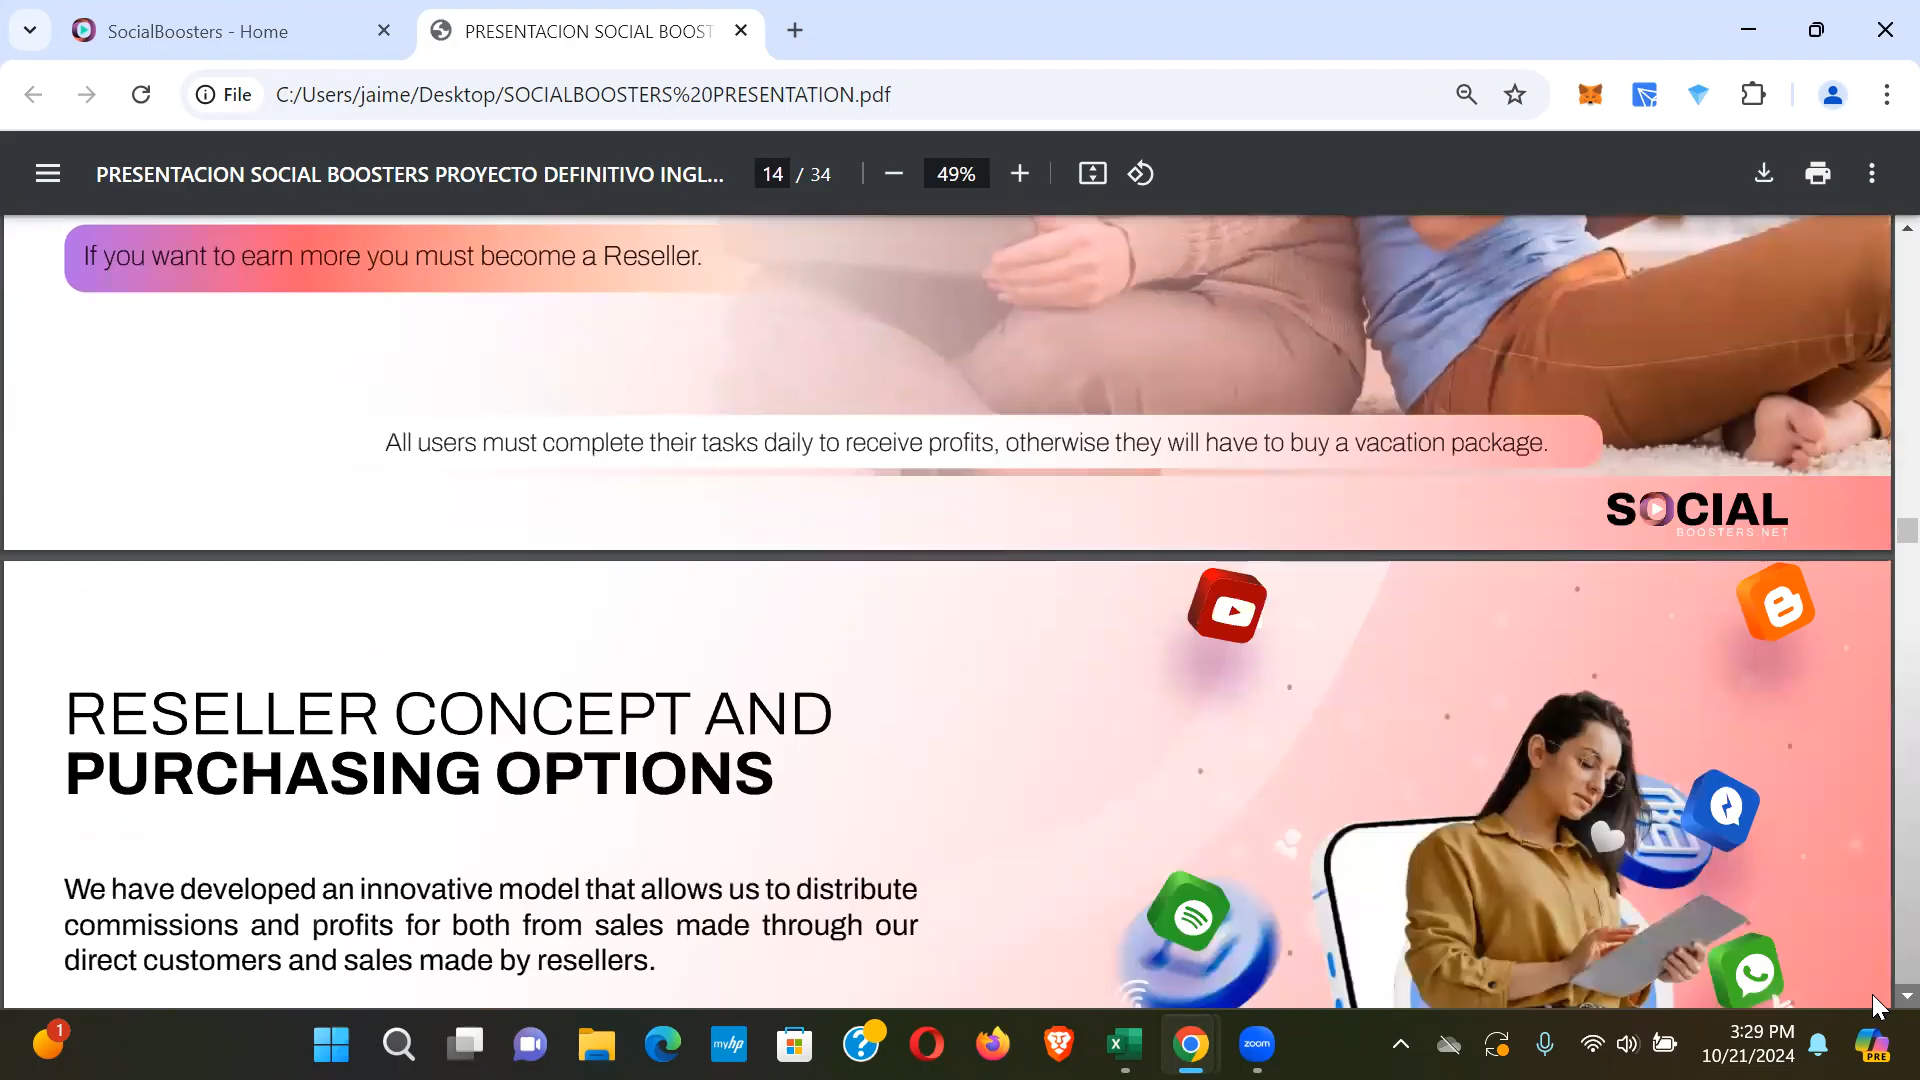 SocialBoosters - Home
PRESENTACION SOCIAL BOOST
File
C:/Users/jaime/Desktop/SOCIALBOOSTERS%20PRESENTATION.pdf
PRESENTACION SOCIAL BOOSTERS PROYECTO DEFINITIVO INGL...
14 / 34
49%
If you want to earn more you must become a Reseller.
All users must complete their tasks daily to receive profits, otherwise they will have to buy a vacation package.
SOCIAL
BOOSTERS.NET
RESELLER CONCEPT AND
PURCHASING OPTIONS
We have developed an innovative model that allows us to distribute
commissions and profits for both from sales made through our
direct customers and sales made by resellers.
1
myhp
zoom
3:29 PM
10/21/2024
PRE